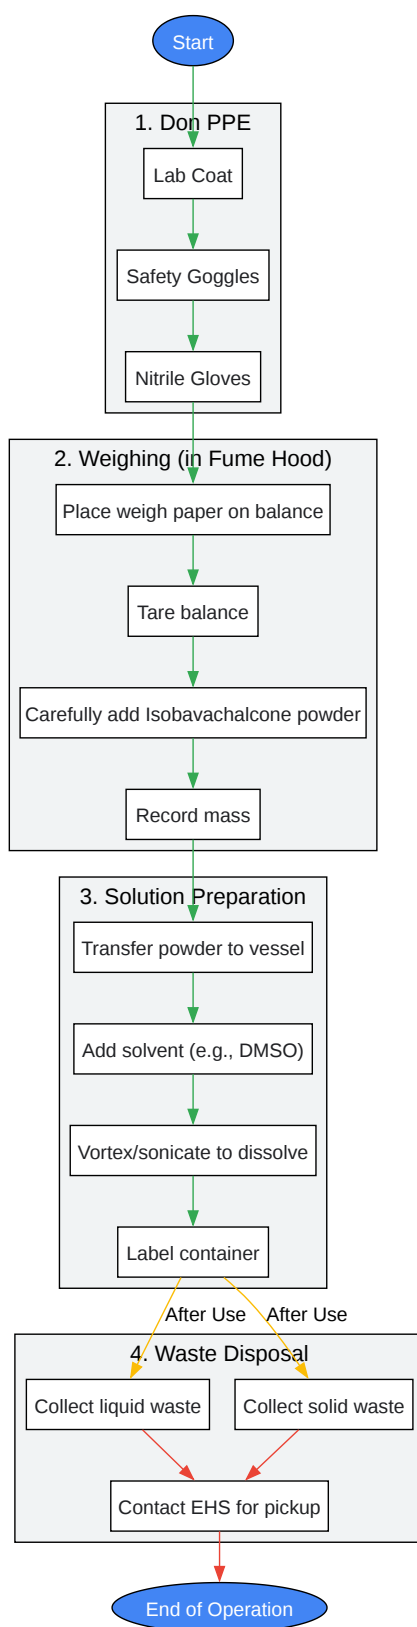 Start
1. Don PPE
Lab Coat
Safety Goggles
Nitrile Gloves
2. Weighing (in Fume Hood)
Place weigh paper on balance
Tare balance
Carefully add Isobavachalcone powder
Record mass
3. Solution Preparation
Transfer powder to vessel
Add solvent (e.g., DMSO)
Vortex/sonicate to dissolve
Label container
After Use
After Use
4. Waste Disposal
Collect liquid waste
Collect solid waste
Contact EHS for pickup
End of Operation